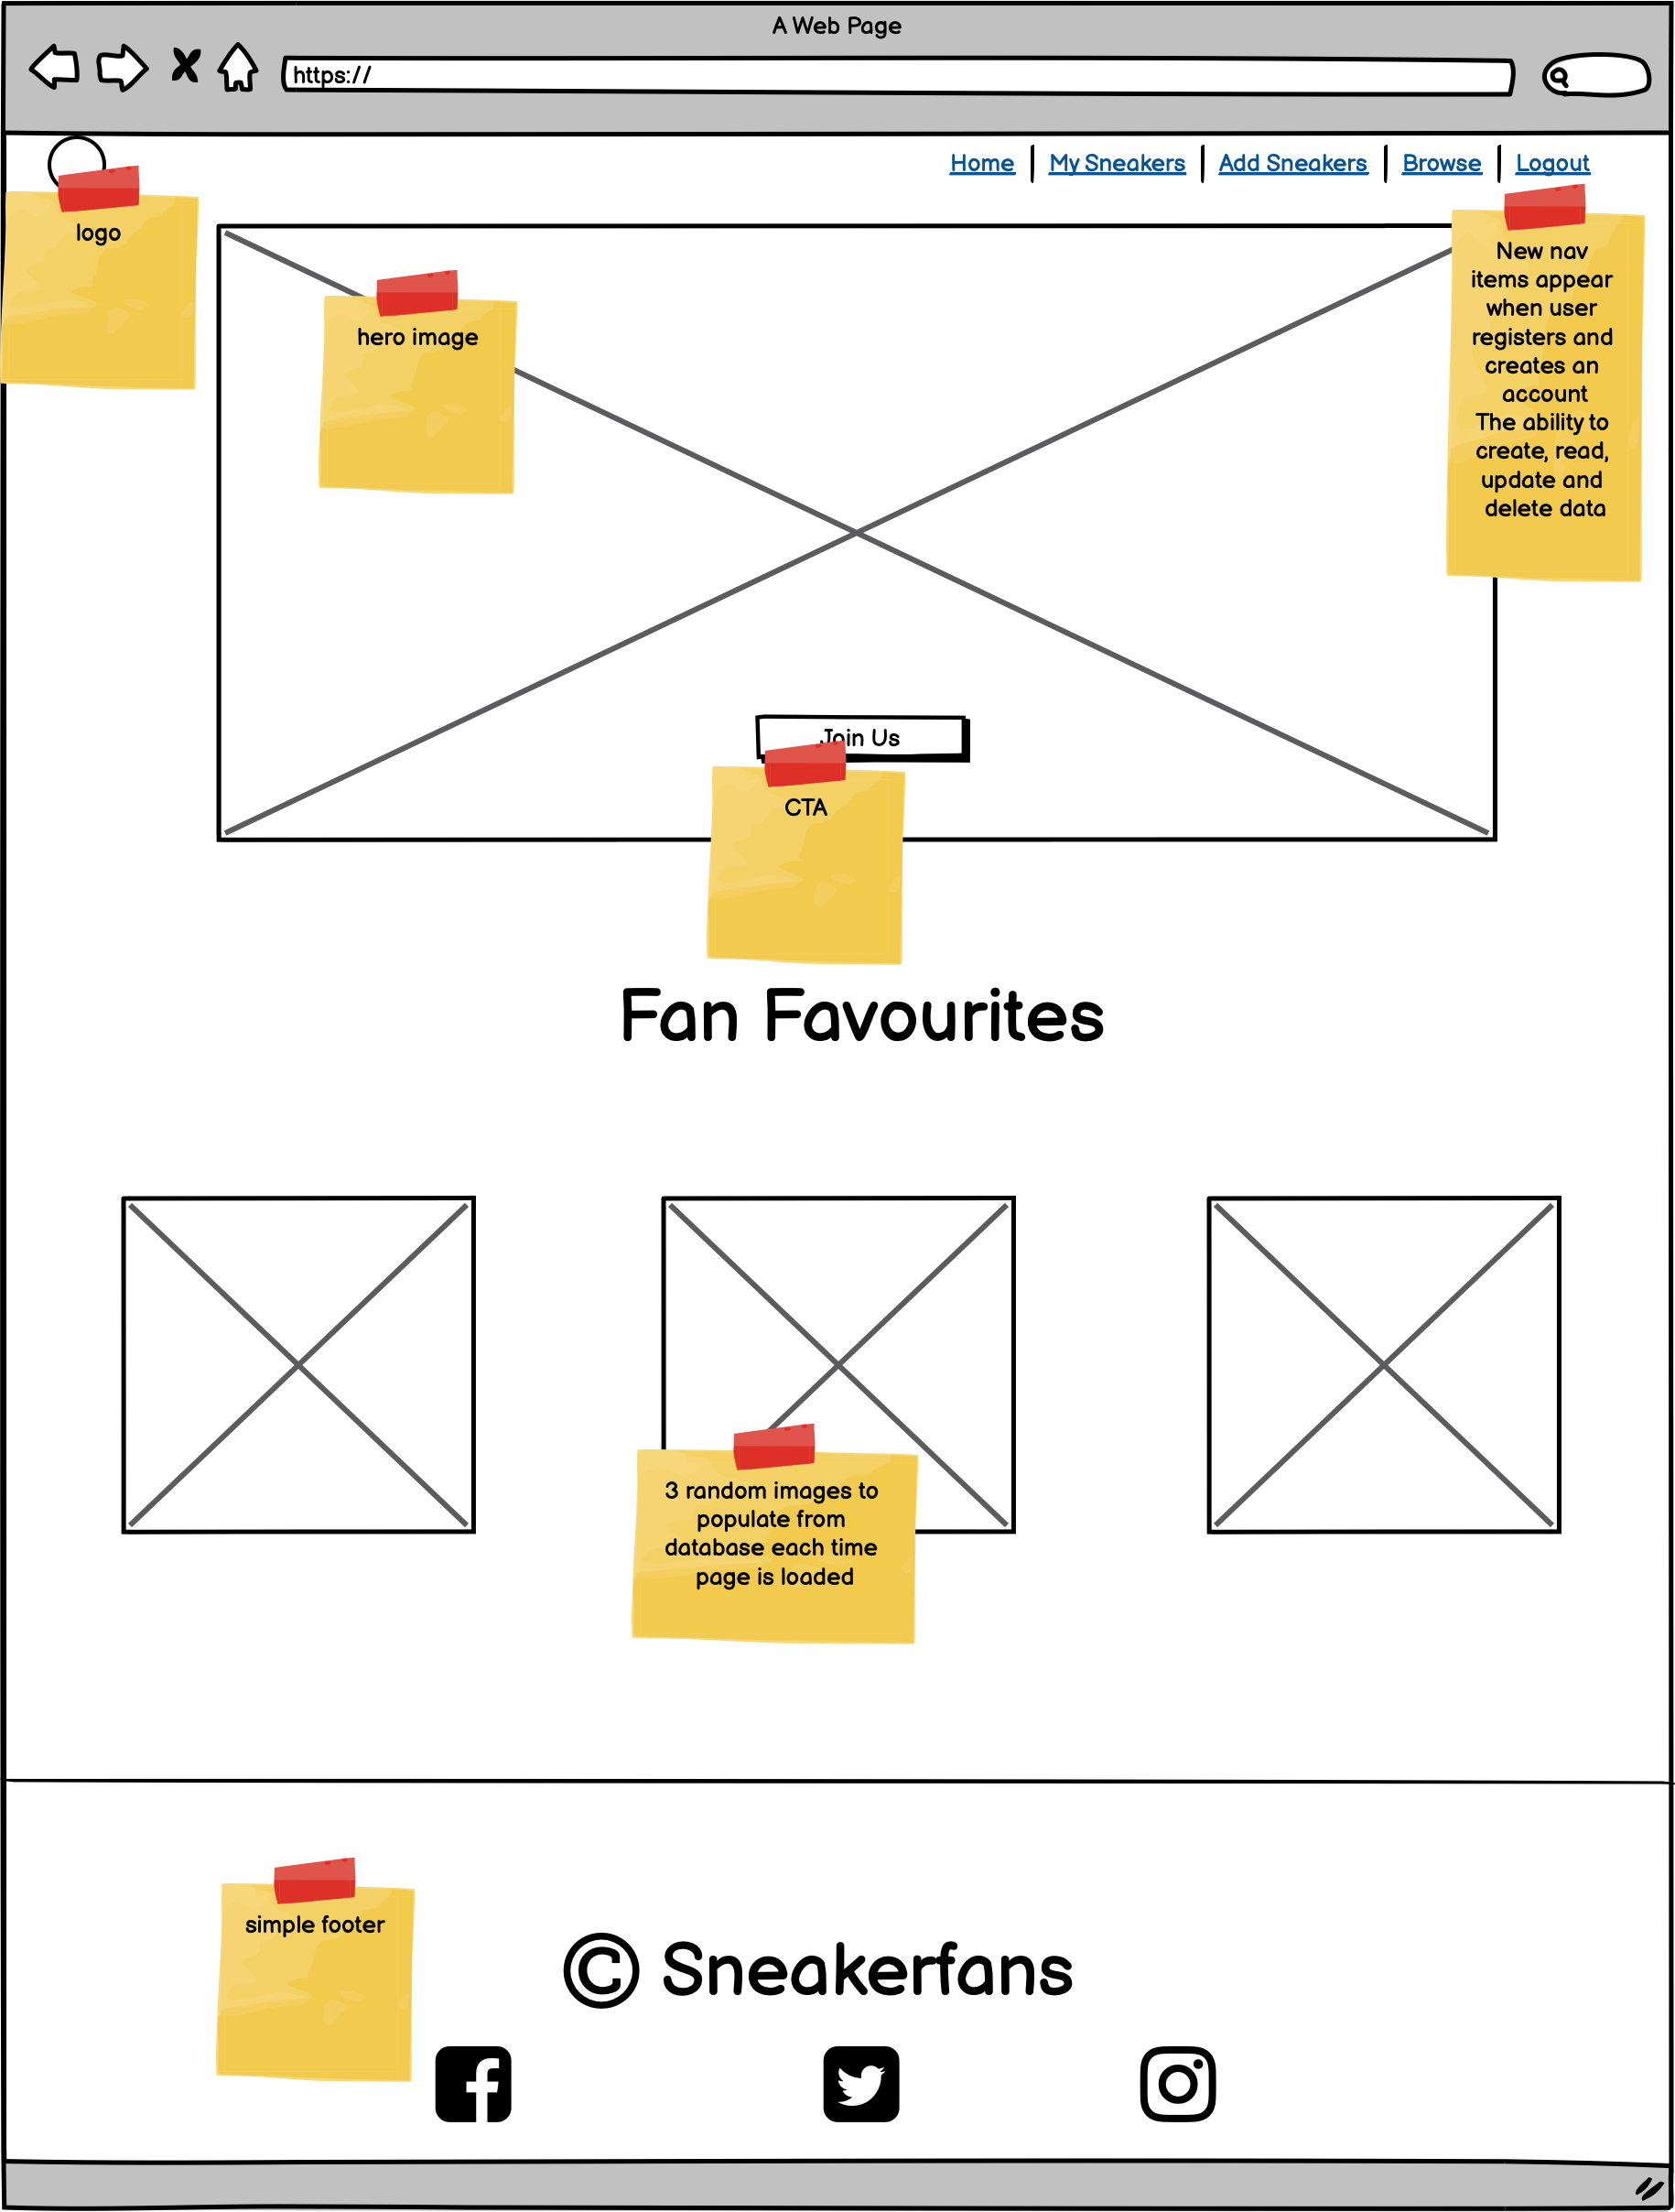 A Web Page
https://
Home My Sneakers Add Sneakers Browse Logout
logo
New nav
items appear
when user
registers and
creates an
account
The ability to
create, read,
update and
delete data
hero image
Join Us
CTA
Fan Favourites
3 random images to
populate from
database each time
page is loaded
simple footer
© Sneakerfans